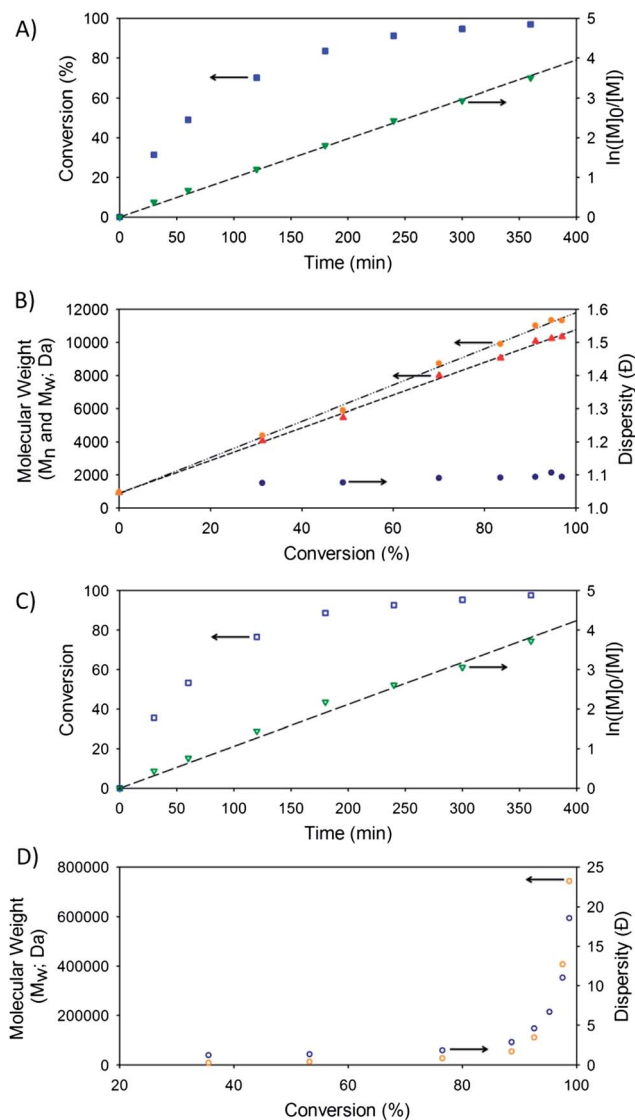 A)
100
80
60
40
20
0
Conversion (%)
5
4
3
2
1
0
ln([M]0/[M])
0 50 100 150 200 250 300 350 400
Time (min)
B)
12000
10000
8000
6000
4000
2000
0
Molecular Weight
(Mn and Mw; Da)
1.6
1.5
1.4
1.3
1.2
1.1
1.0
Dispersity (Đ)
0 20 40 60 80 100
Conversion (%)
C)
100
80
60
40
20
0
Conversion
5
4
3
2
1
0
ln([M]0/[M])
0 50 100 150 200 250 300 350 400
Time (min)
D)
800000
600000
400000
200000
0
Molecular Weight
(Mw; Da)
25
20
15
10
5
0
Dispersity (Đ)
20 40 60 80 100
Conversion (%)